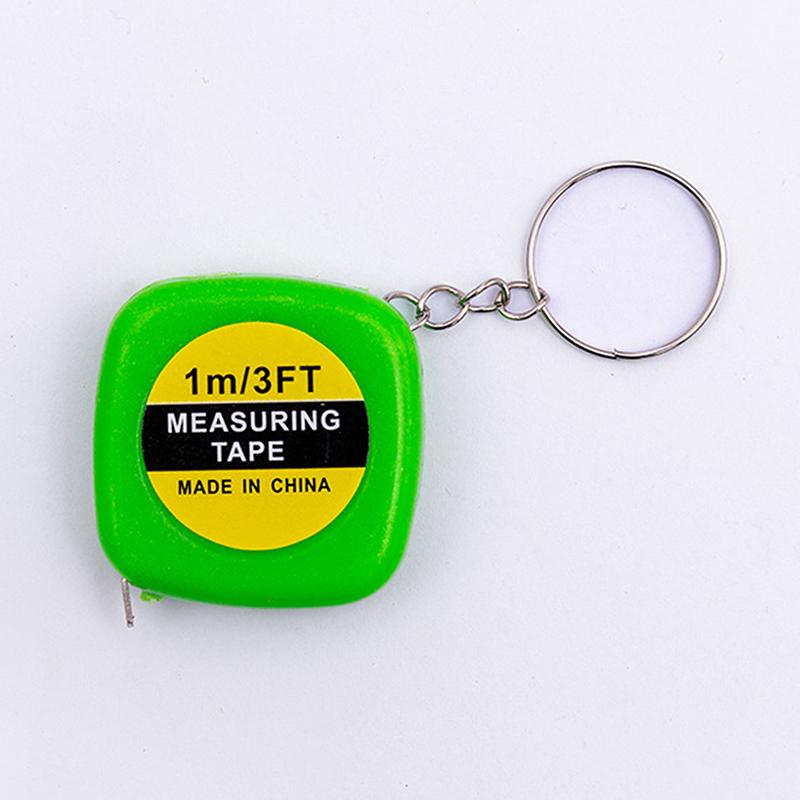 1m/3FT
MEASURING
TAPE
MADE IN CHINA